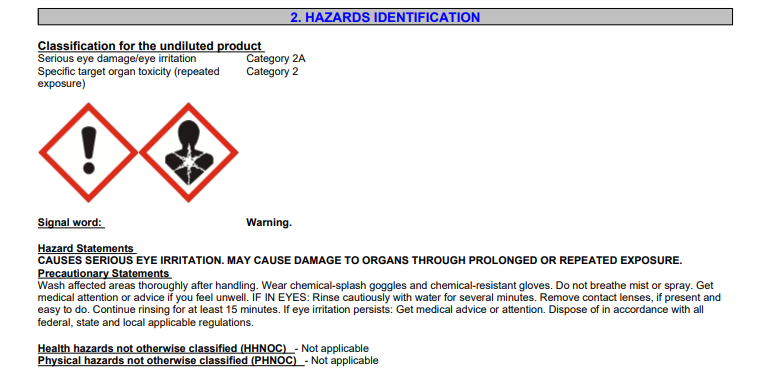 2. HAZARDS IDENTIFICATION
Classification for the undiluted product
Serious eye damage/eye irritation Category 2A
Specific target organ toxicity (repeated Category 2
exposure)
Signal word: Warning.
Hazard Statements
CAUSES SERIOUS EYE IRRITATION. MAY CAUSE DAMAGE TO ORGANS THROUGH PROLONGED OR REPEATED EXPOSURE.
Precautionary Statements
Wash affected areas thoroughly after handling. Wear chemical-splash goggles and chemical-resistant gloves. Do not breathe mist or spray. Get
medical attention or advice if you feel unwell. IF IN EYES: Rinse cautiously with water for several minutes. Remove contact lenses, if present and
easy to do. Continue rinsing for at least 15 minutes. If eye irritation persists: Get medical advice or attention. Dispose of in accordance with all
federal, state and local applicable regulations.
Health hazards not otherwise classified (HHNOC) - Not applicable
Physical hazards not otherwise classified (PHNOC) - Not applicable